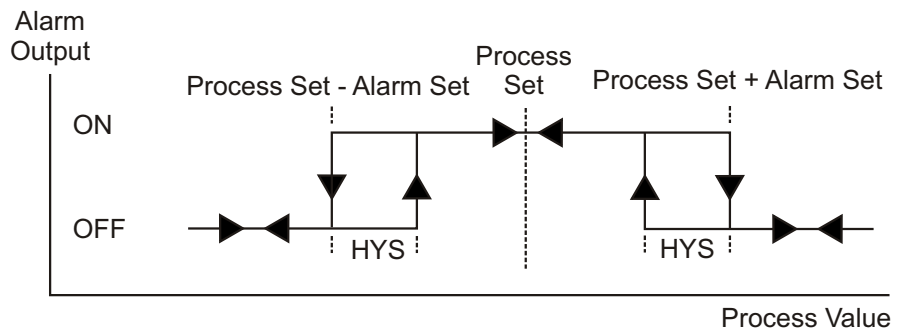 Alarm
Output
Process Set - Alarm Set
Process
Set
Process Set + Alarm Set
ON
OFF
HYS
HYS
Process Value